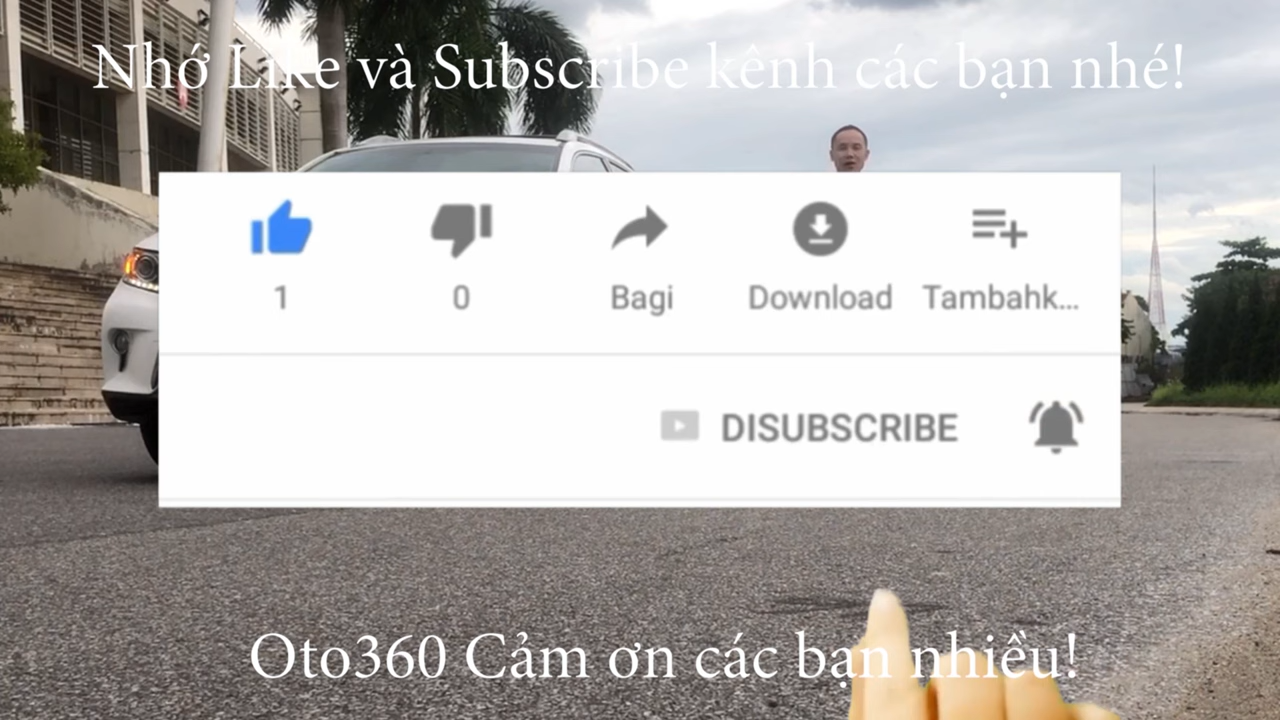 Nhớ Like và Subscribe kênh các bạn nhé!
1
0
Bagi
Download
Tambahk...
DISUBSCRIBE
Oto360 Cảm ơn các bạn nhiều!